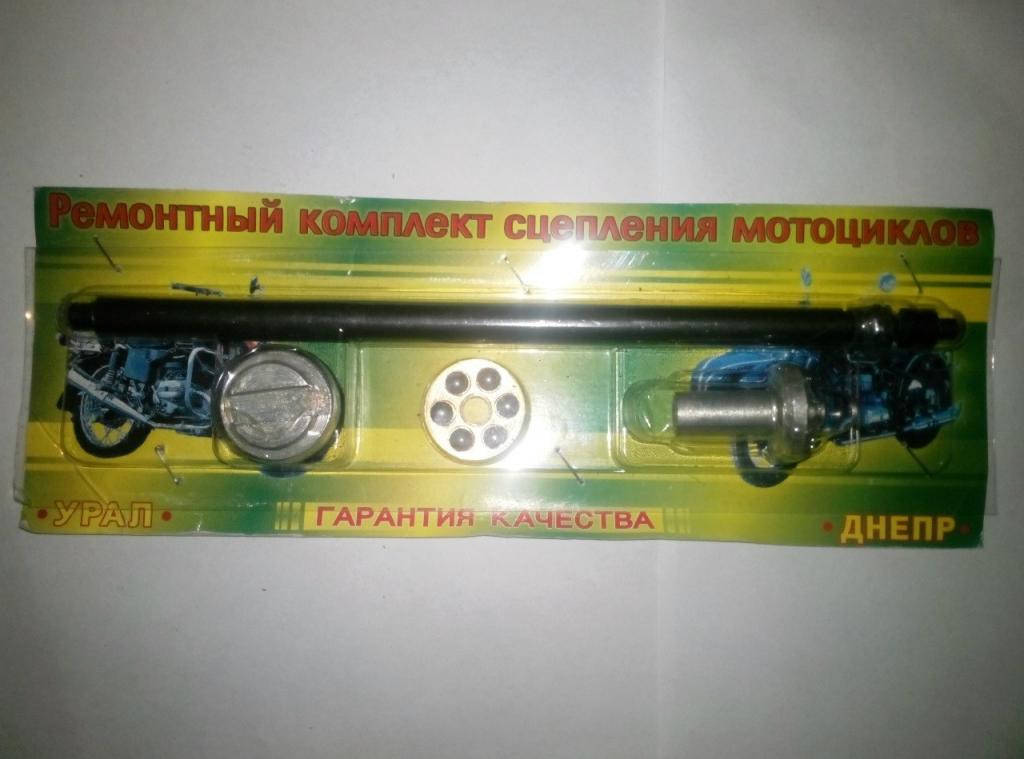 Ремонтный комплект сцепления мотоциклов
• УРАЛ •
ГАРАНТИЯ КАЧЕСТВА
• ДНЕПР •